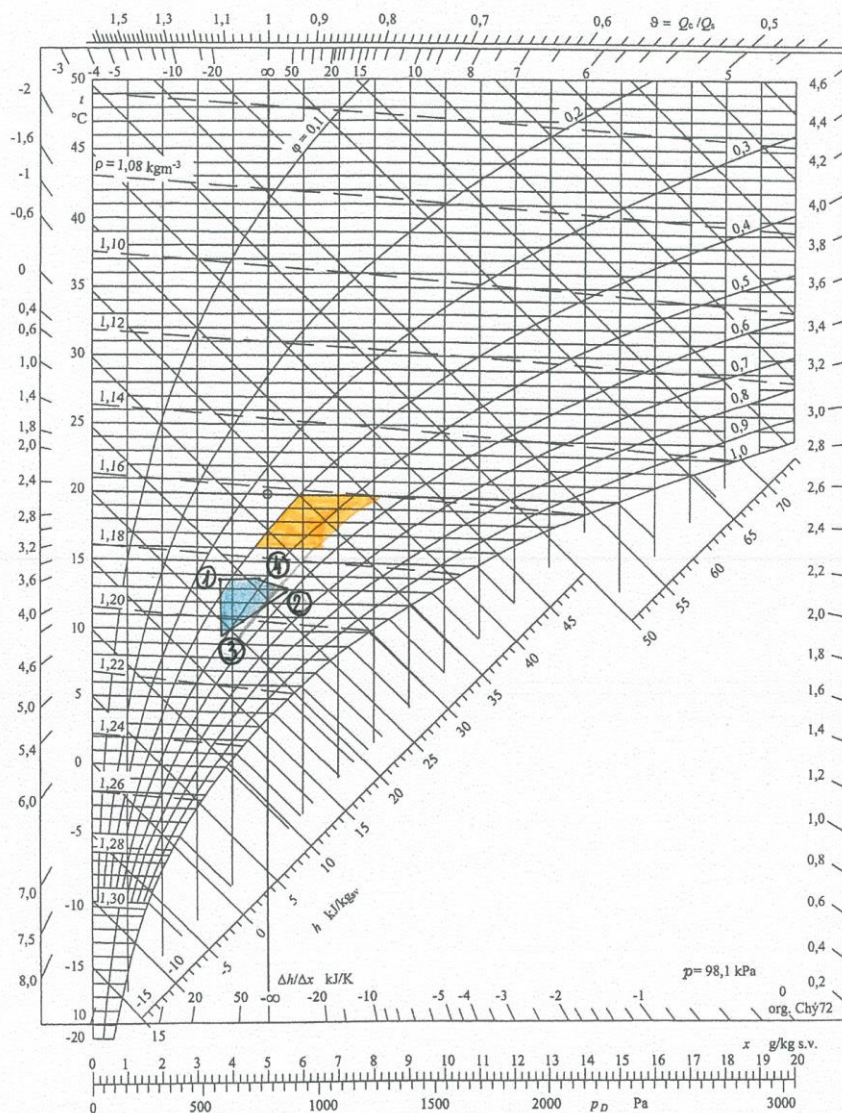 1,5 1,3 1,1 1 0,9 0,8 0,7 0,6 ϑ = Qc/Qs 0,5
-3 -4 -5 -10 -20 ∞ 50 20 15 10 8 7 6 5 4,6
-2 50
t 4,4
°C φ = 0,1 0,2
-1,6 45 0,3 4,2
ρ = 1,08 kgm-3
-1 4,0
-0,6 40 0,4
1,10 3,8
0 35 0,5 3,6
0,4 1,12 0,6 3,4
0,6
1,0 30 0,7 3,2
1,4 1,14 0,8 3,0
1,8 25 0,9
2,0 1,0 2,8
2,4 1,16
20 70 2,6
2,8 65
1,18 60 2,4
3,2 15 ① ④ 55
3,6 50 2,2
4,0 1,20 ② 45 2,0
10 ③ 40
4,6 1,22 35 1,8
5 30 1,6
5,0 1,24 25
5,4 0 20 1,4
6,0 1,26 15 1,2
-5 10 1,0
1,28 5 0,8
7,0 1,30 0 h kJ/kgsv 0,6
-10 -5
7,5 -10 0,4
-15 -15 Δh/Δx kJ/K p = 98,1 kPa
8,0 20 50 -∞ -20 -10 -5 -4 -3 -2 -1 0 0,2
10 org. Chý72
-20 15
x g/kg s.v.
0 1 2 3 4 5 6 7 8 9 10 11 12 13 14 15 16 17 18 19 20
0 500 1000 1500 2000 pD Pa 3000